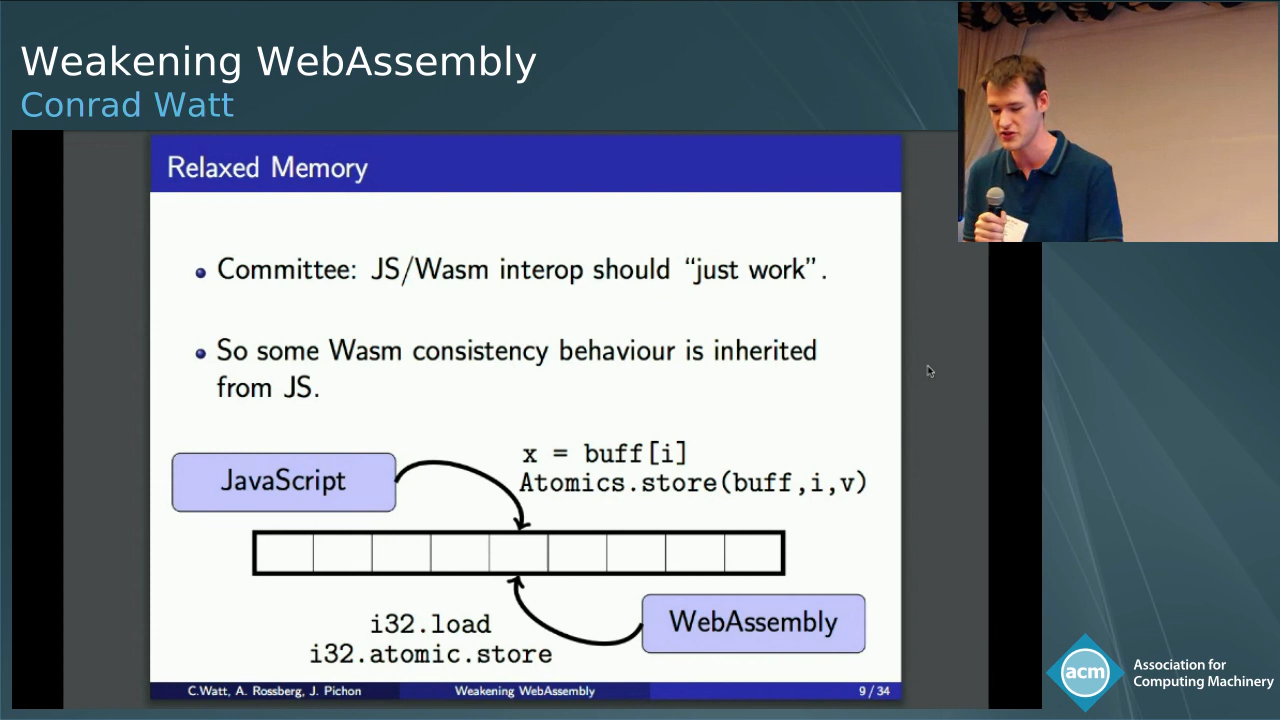 Weakening WebAssembly
Conrad Watt
Relaxed Memory
Committee: JS/Wasm interop should “just work”.
So some Wasm consistency behaviour is inherited
from JS.
x = buff[i]
Atomics.store(buff,i,v)
JavaScript
WebAssembly
i32.load
i32.atomic.store
C.Watt, A. Rossberg, J. Pichon
Weakening WebAssembly
9 / 34
acm
Association for
Computing Machinery